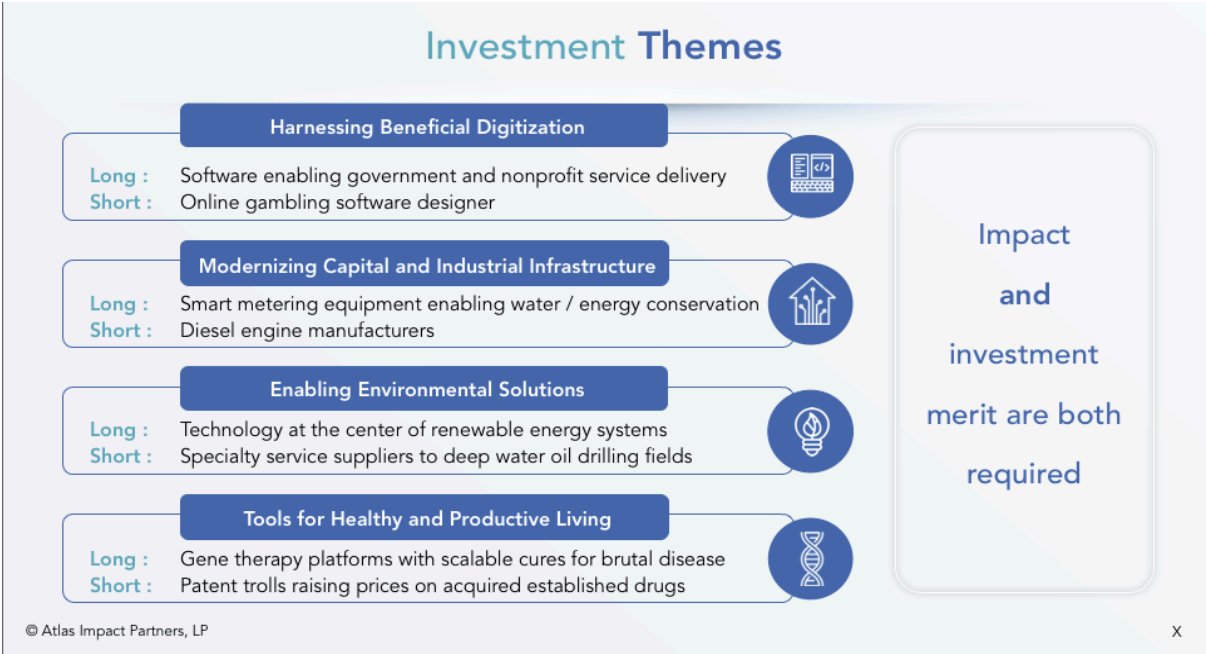 Investment Themes
Harnessing Beneficial Digitization
Long : Software enabling government and nonprofit service delivery
Short : Online gambling software designer
Modernizing Capital and Industrial Infrastructure
Long : Smart metering equipment enabling water / energy conservation
Short : Diesel engine manufacturers
Enabling Environmental Solutions
Long : Technology at the center of renewable energy systems
Short : Specialty service suppliers to deep water oil drilling fields
Tools for Healthy and Productive Living
Long : Gene therapy platforms with scalable cures for brutal disease
Short : Patent trolls raising prices on acquired established drugs
Impact
and
investment
merit are both
required
© Atlas Impact Partners, LP
X